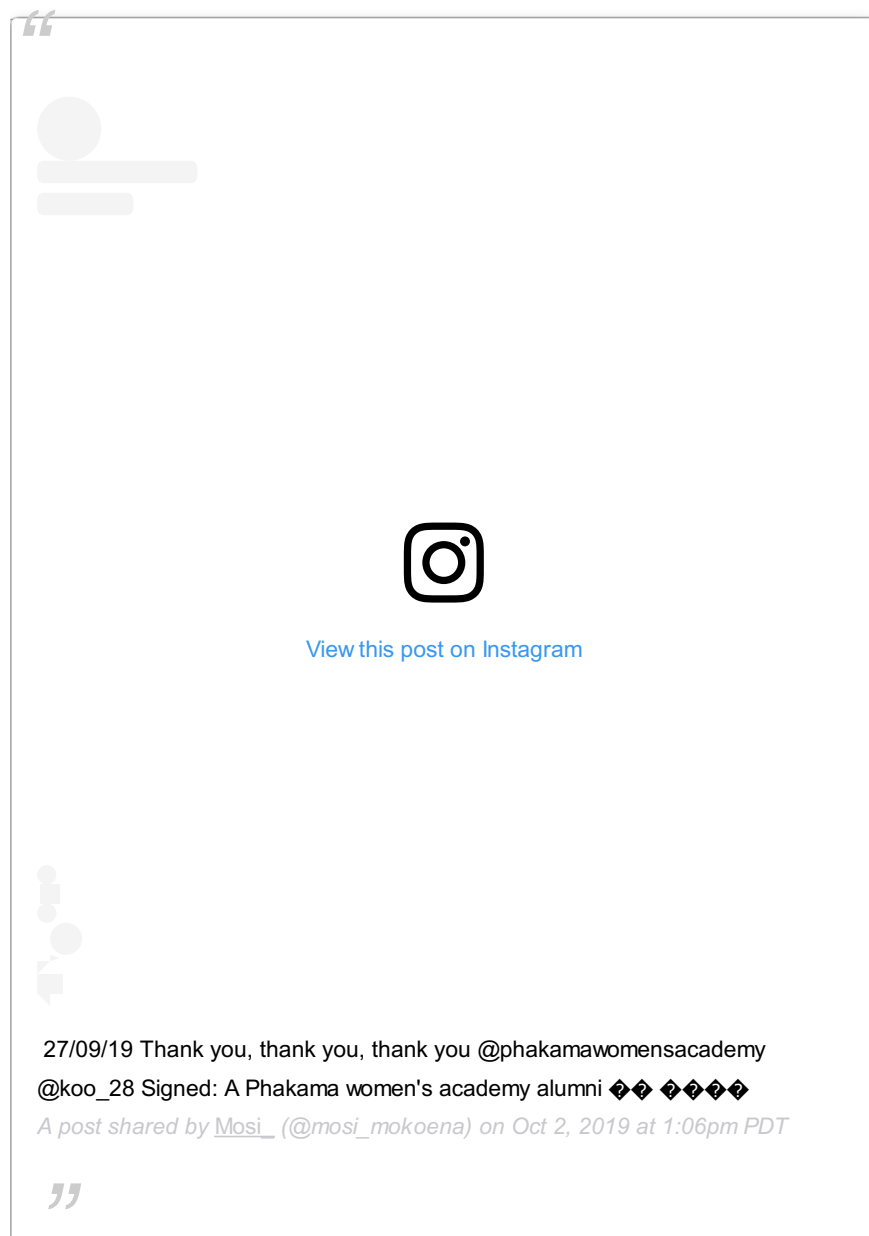 “
View this post on Instagram
27/09/19 Thank you, thank you, thank you @phakamawomensacademy
@koo_28 Signed: A Phakama women's academy alumni �� ����
A post shared by Mosi_ (@mosi_mokoena) on Oct 2, 2019 at 1:06pm PDT
”